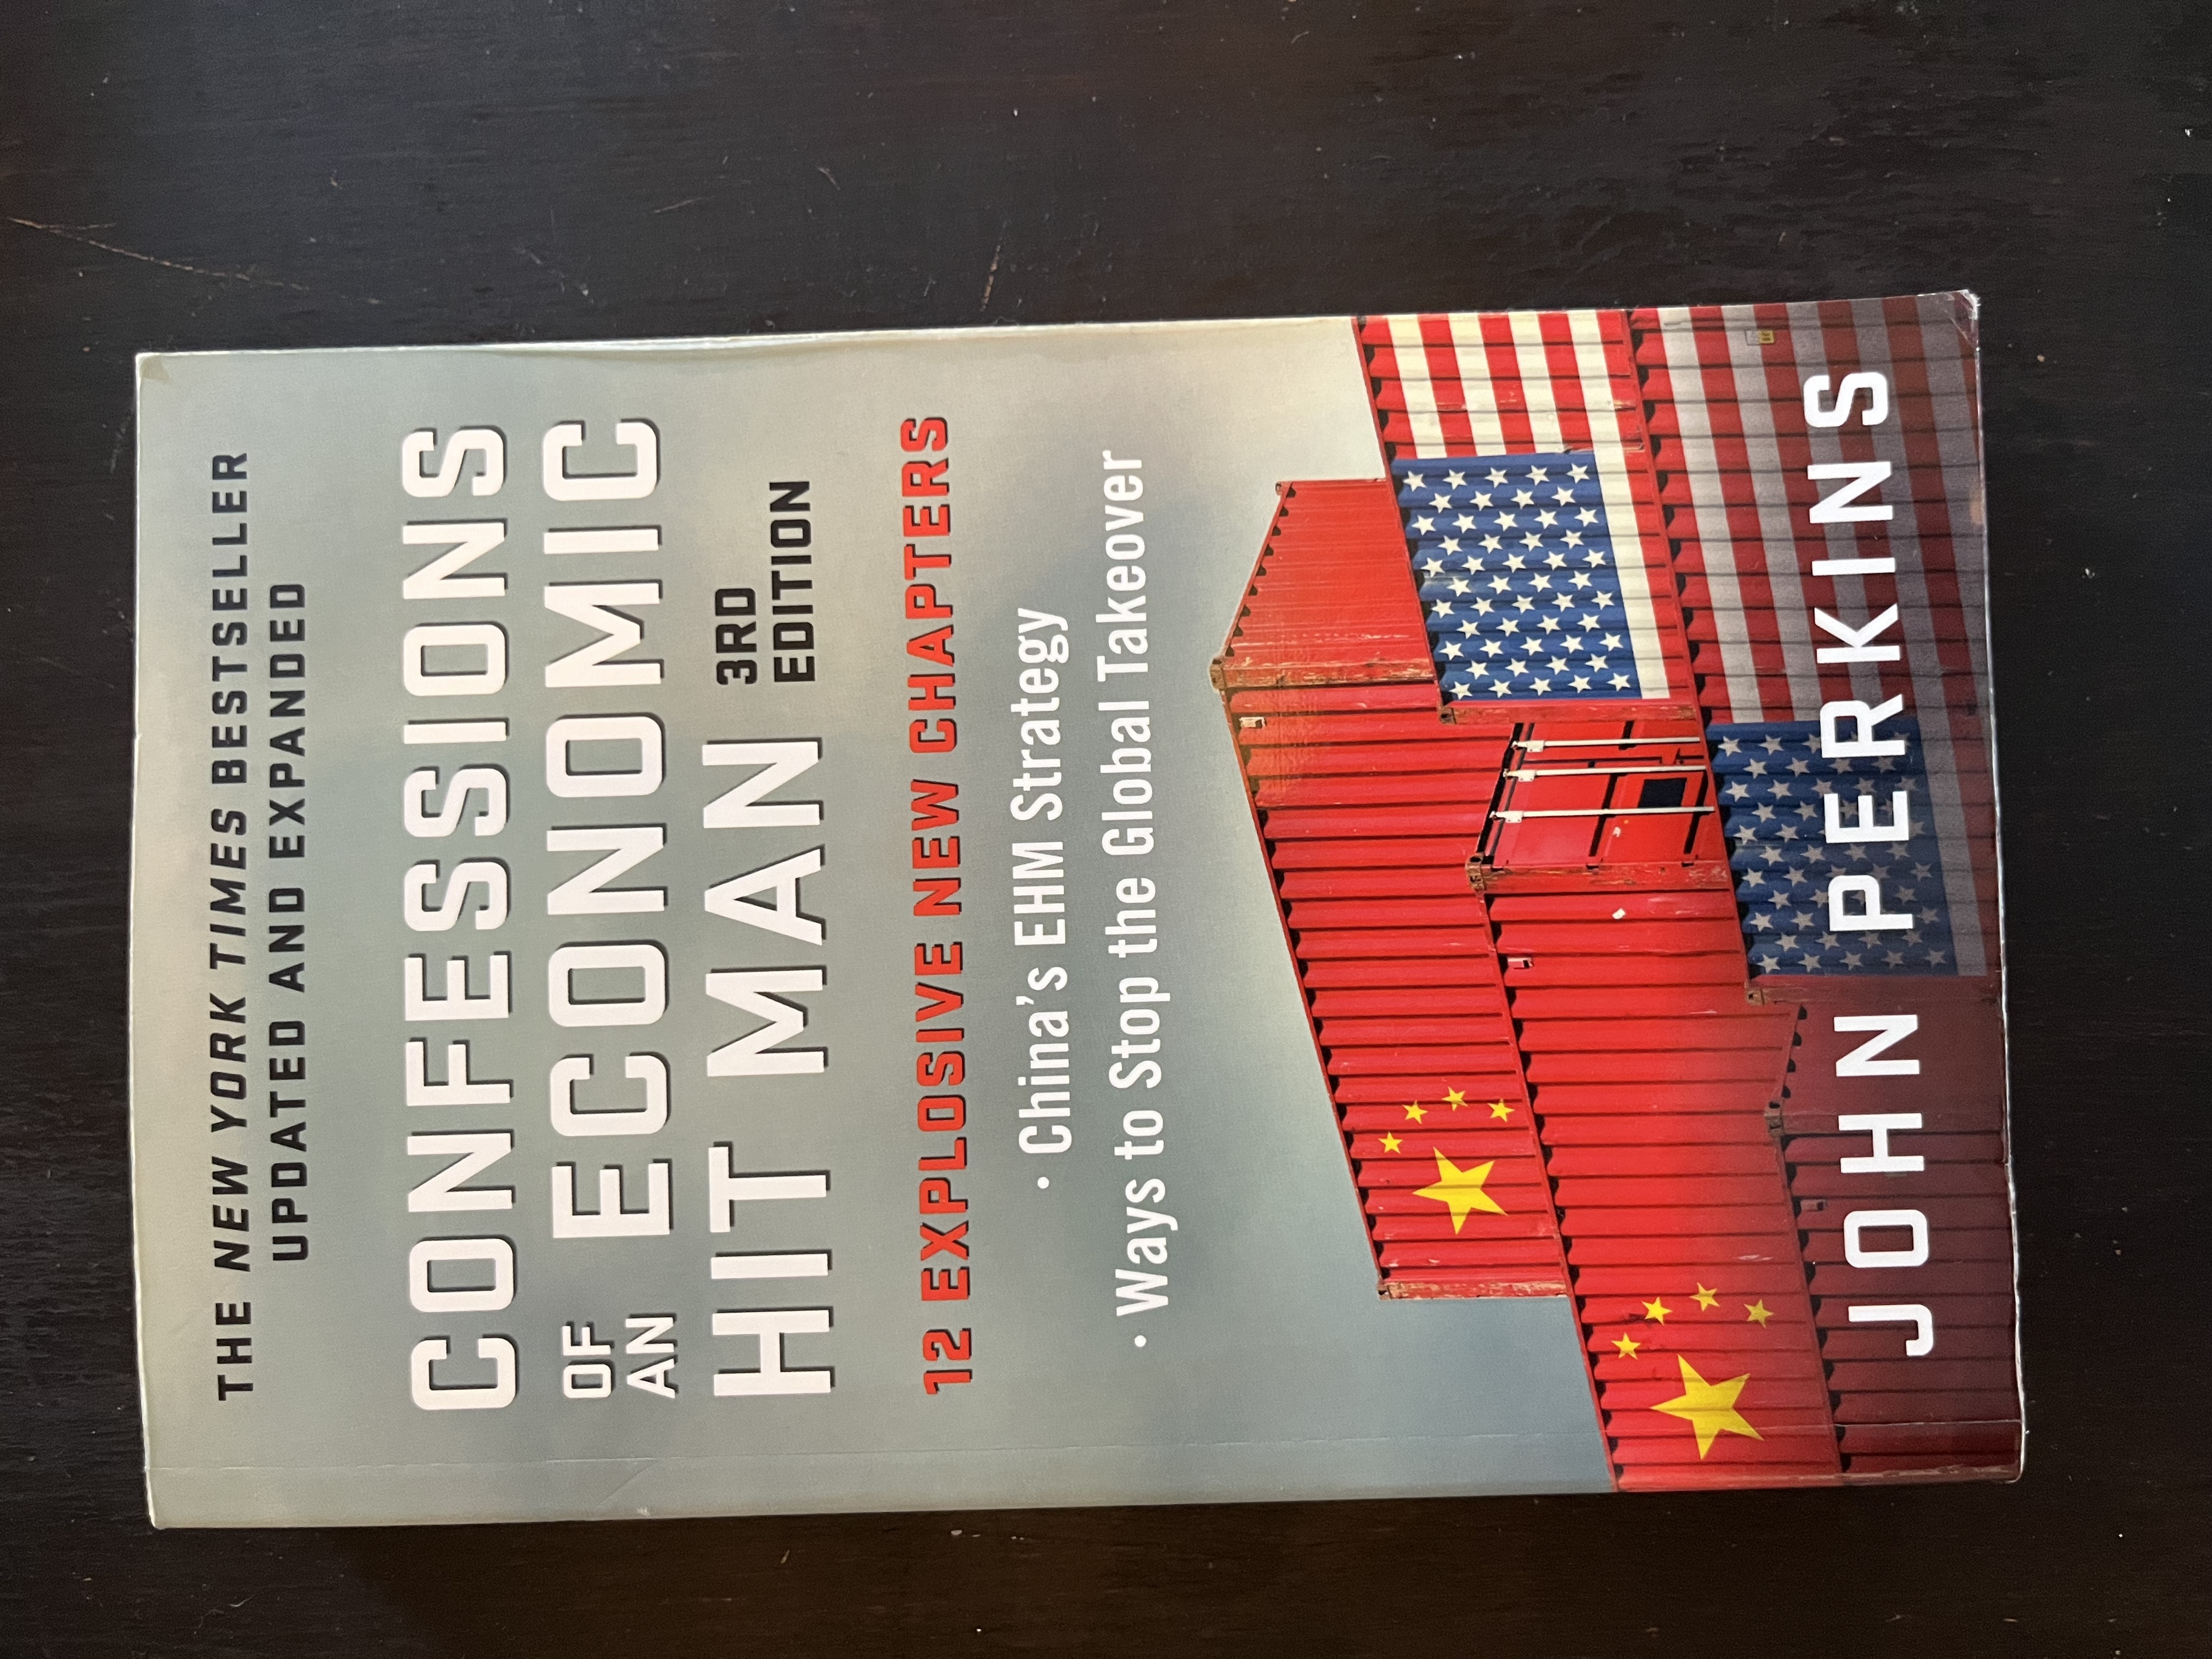 THE NEW YORK TIMES BESTSELLER
UPDATED AND EXPANDED
CONFESSIONS
OF
AN
ECONOMIC
HIT MAN
3RD
EDITION
12 EXPLOSIVE NEW CHAPTERS
• China's EHM Strategy
• Ways to Stop the Global Takeover
JOHN PERKINS